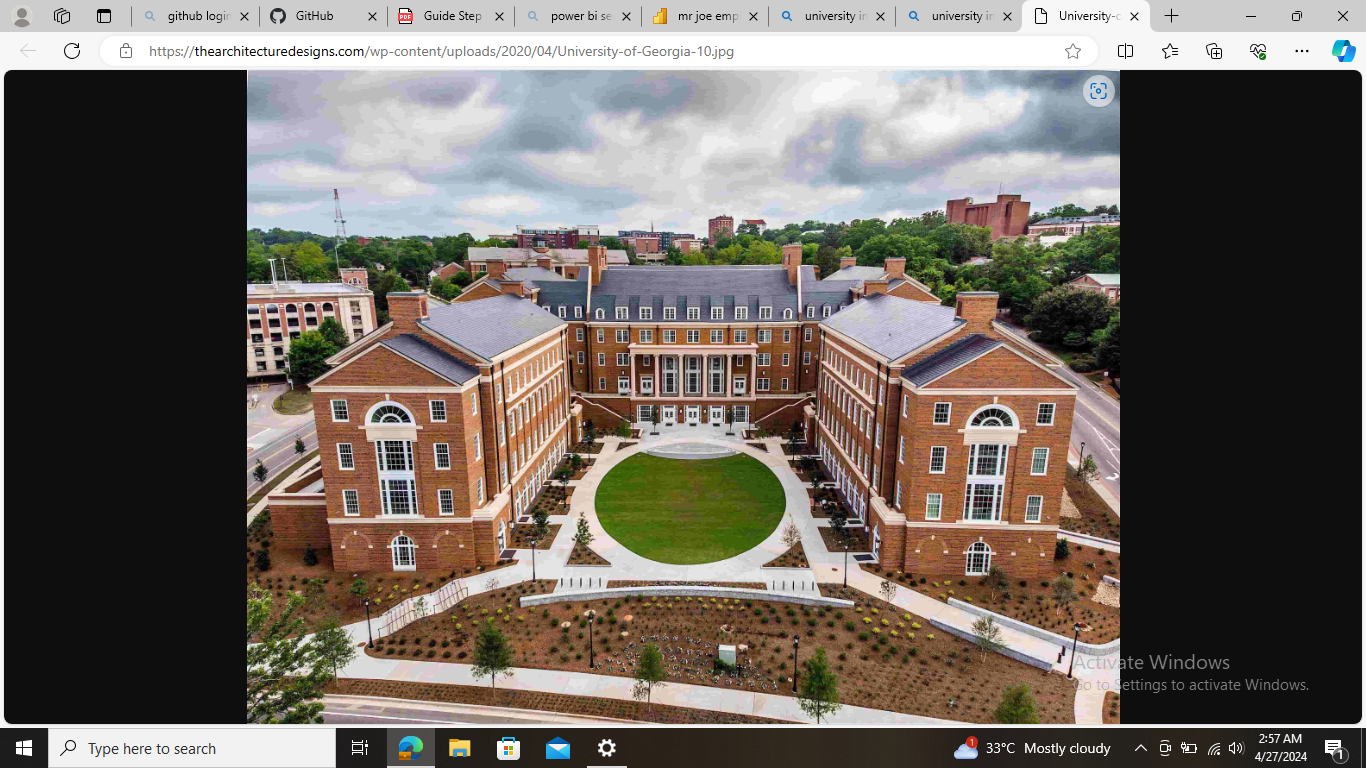 github login
GitHub
PDF
Guide Step
power bi se
mr joe emp
university in
university in
University-o
https://thearchitecturedesigns.com/wp-content/uploads/2020/04/University-of-Georgia-10.jpg
Activate Windows
Go to Settings to activate Windows.
Type here to search
1
33°C Mostly cloudy
2:57 AM
4/27/2024
1